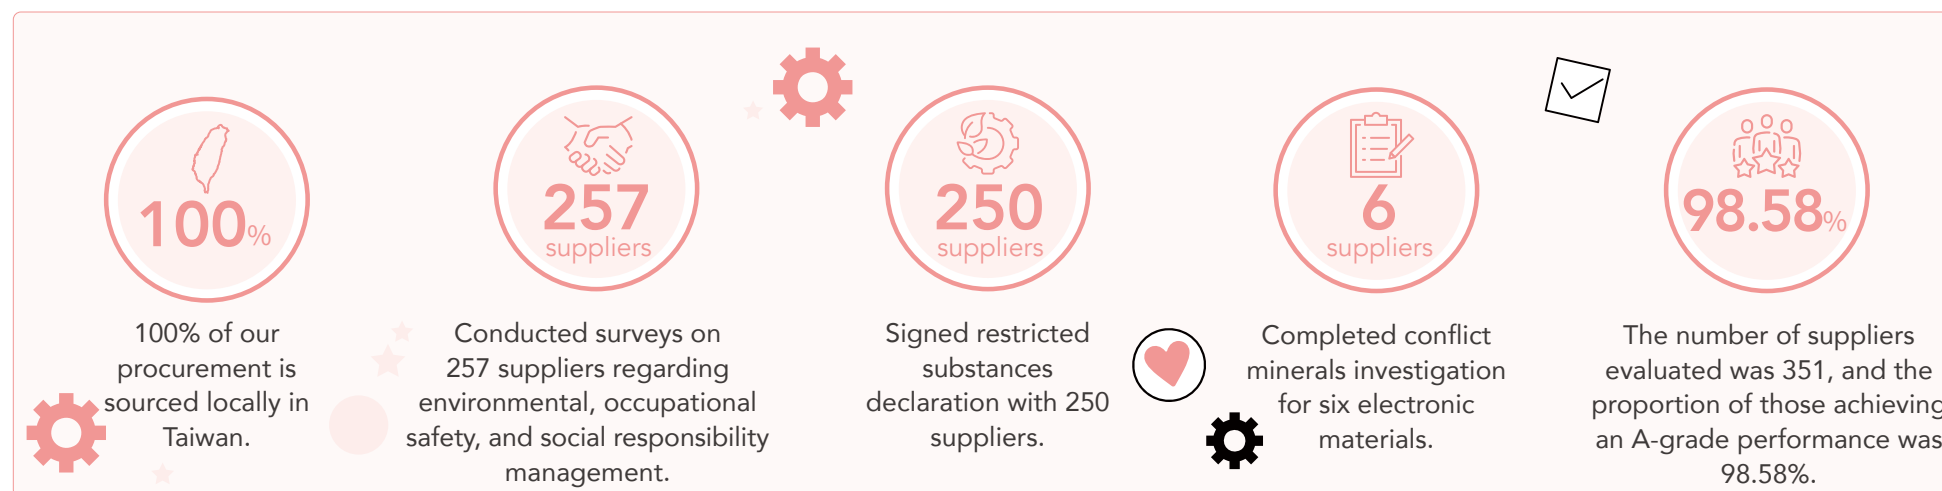 100%
100% of our
procurement is
sourced locally in
Taiwan.
257
suppliers
Conducted surveys on
257 suppliers regarding
environmental, occupational
safety, and social responsibility
management.
250
suppliers
Signed restricted
substances
declaration with 250
suppliers.
6
suppliers
Completed conflict
minerals investigation
for six electronic
materials.
98.58%
The number of suppliers
evaluated was 351, and the
proportion of those achieving
an A-grade performance was
98.58%.